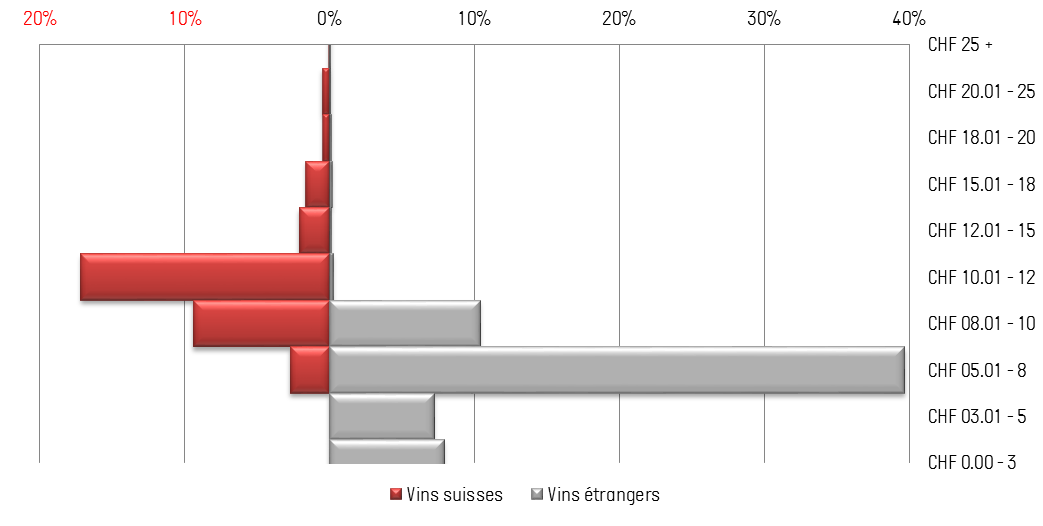 20% 10% 0% 10% 20% 30% 40%
CHF 25 +
CHF 20.01 - 25
CHF 18.01 - 20
CHF 15.01 - 18
CHF 12.01 - 15
CHF 10.01 - 12
CHF 08.01 - 10
CHF 05.01 - 8
CHF 03.01 - 5
CHF 0.00 - 3
Vins suisses Vins étrangers